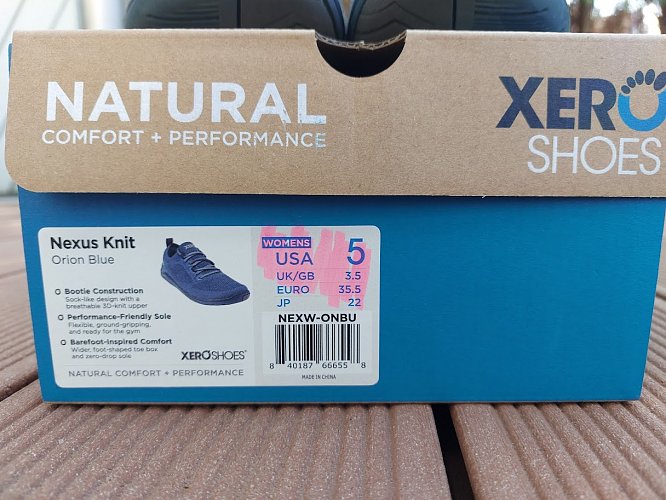 NATURAL
COMFORT + PERFORMANCE
XERO
SHOES
Nexus Knit
Orion Blue
Bootie Construction
Sock-like design with a
breathable 3D-knit upper
Performance-Friendly Sole
Flexible, ground-gripping,
and ready for the gym
Barefoot-inspired Comfort
Wider, foot-shaped toe box
and zero-drop sole
XERO SHOES
NATURAL COMFORT + PERFORMANCE
WOMENS
USA 5
UK/GB 3.5
EURO 35.5
JP 22
NEXW-ONBU
8 40187 66655 8
MADE IN CHINA